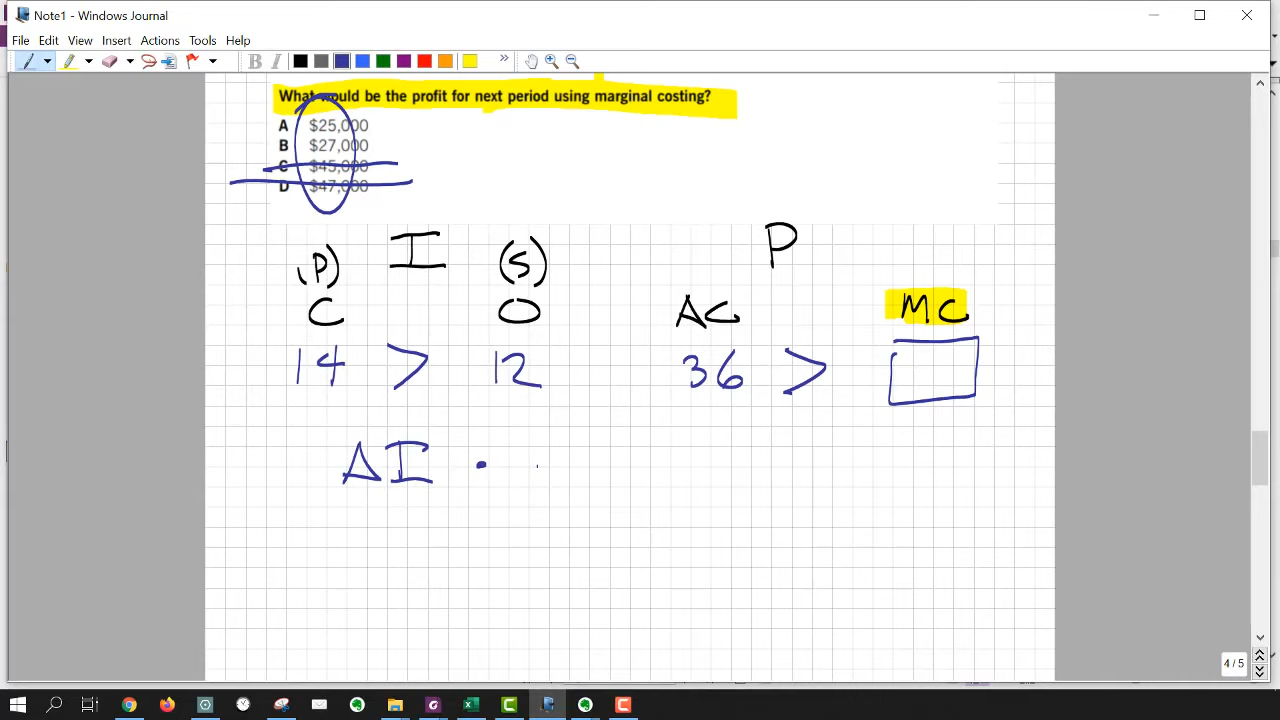 Note1 - Windows Journal
File Edit View Insert Actions Tools Help
B I
What would be the profit for next period using marginal costing?
A $25,000
B $27,000
C $45,000
D $47,000
(P) I (S) P
C O AC MC
14 > 12 36 >
ΔI •
4 / 5